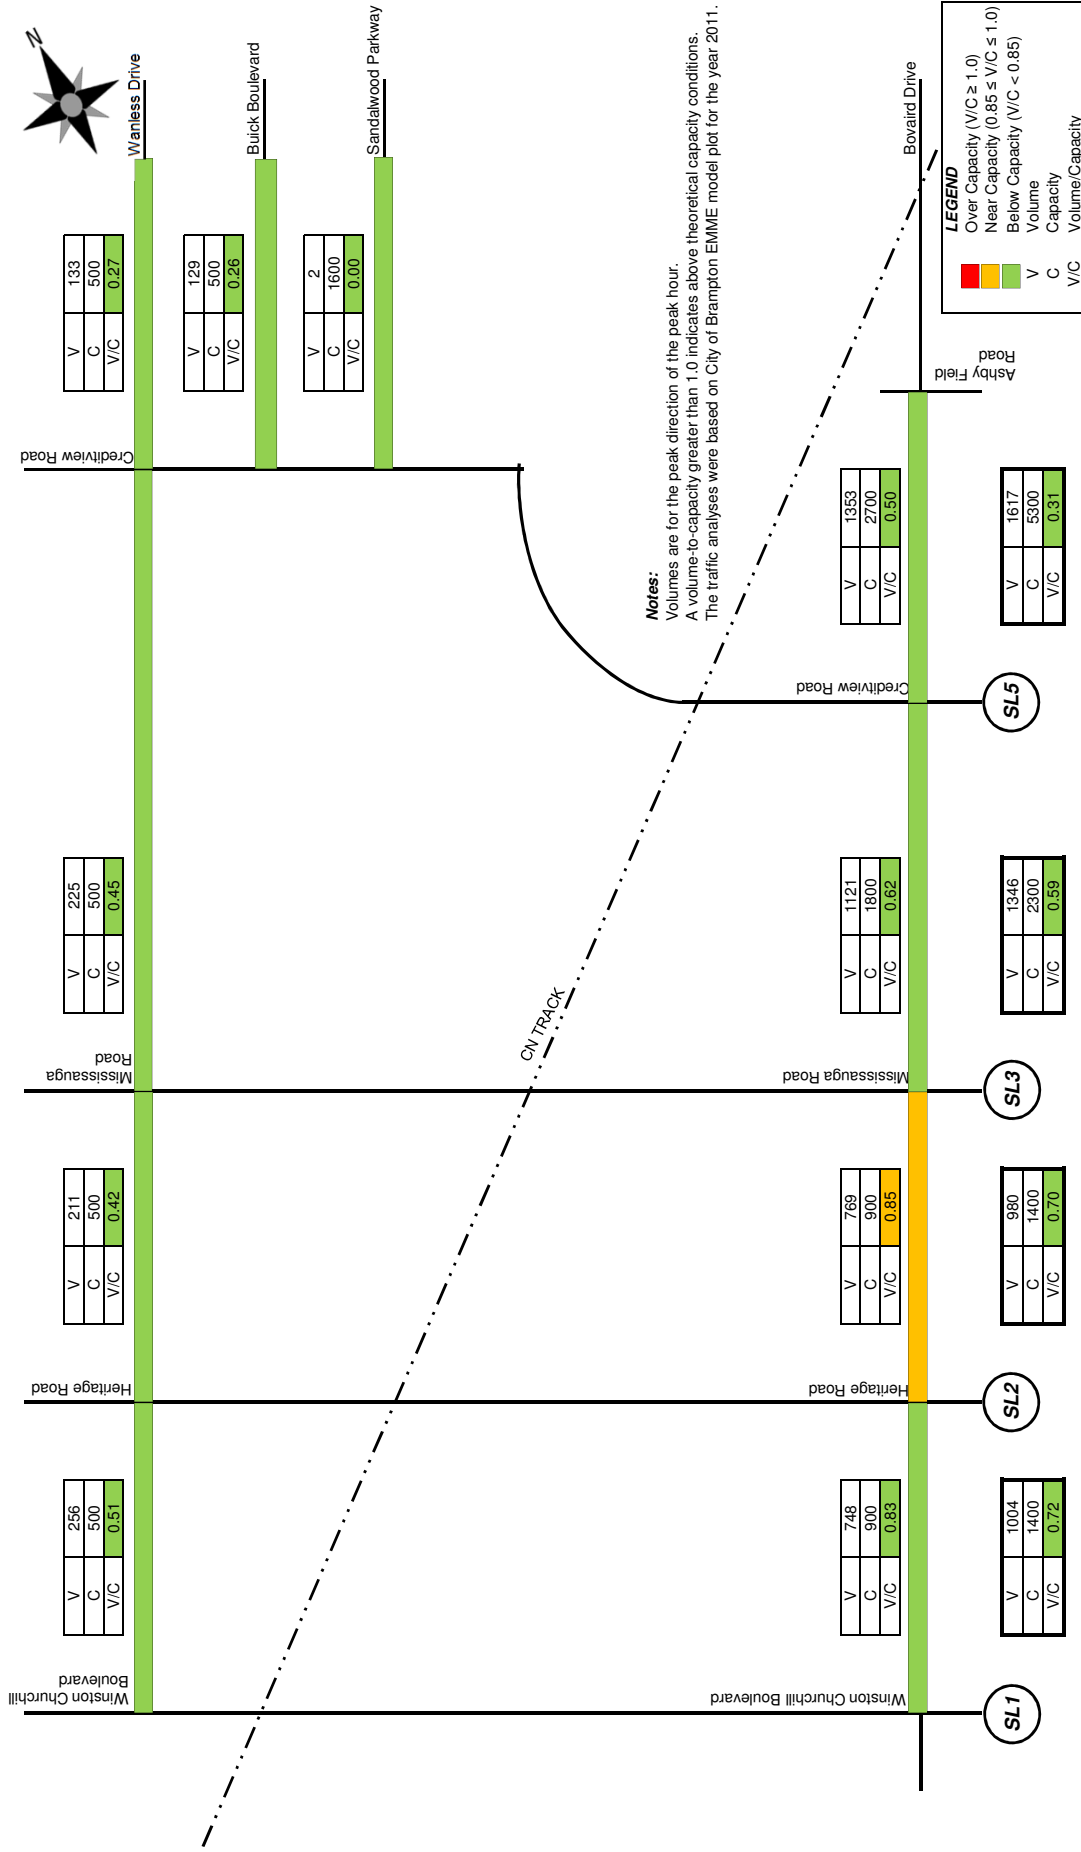 N
Wanless Drive
Buick Boulevard
Sandalwood Parkway
Bovaird Drive
Winston Churchill
Boulevard
Heritage Road
Mississauga
Road
Creditview Road
V 256
C 500
V/C 0.51
V 211
C 500
V/C 0.42
V 225
C 500
V/C 0.45
V 133
C 500
V/C 0.27
V 129
C 500
V/C 0.26
V 2
C 1600
V/C 0.00
CN TRACK
Notes:
Volumes are for the peak direction of the peak hour.
A volume-to-capacity greater than 1.0 indicates above theoretical capacity conditions.
The traffic analyses were based on City of Brampton EMME model plot for the year 2011.
Winston Churchill Boulevard
Heritage Road
Mississauga Road
Creditview Road
Ashby Field
Road
V 748
C 900
V/C 0.83
V 769
C 900
V/C 0.85
V 1121
C 1800
V/C 0.62
V 1353
C 2700
V/C 0.50
SL1
SL2
SL3
SL5
V 1004
C 1400
V/C 0.72
V 980
C 1400
V/C 0.70
V 1346
C 2300
V/C 0.59
V 1617
C 5300
V/C 0.31
LEGEND
Over Capacity (V/C ≥ 1.0)
Near Capacity (0.85 ≤ V/C ≤ 1.0)
Below Capacity (V/C < 0.85)
V Volume
C Capacity
V/C Volume/Capacity